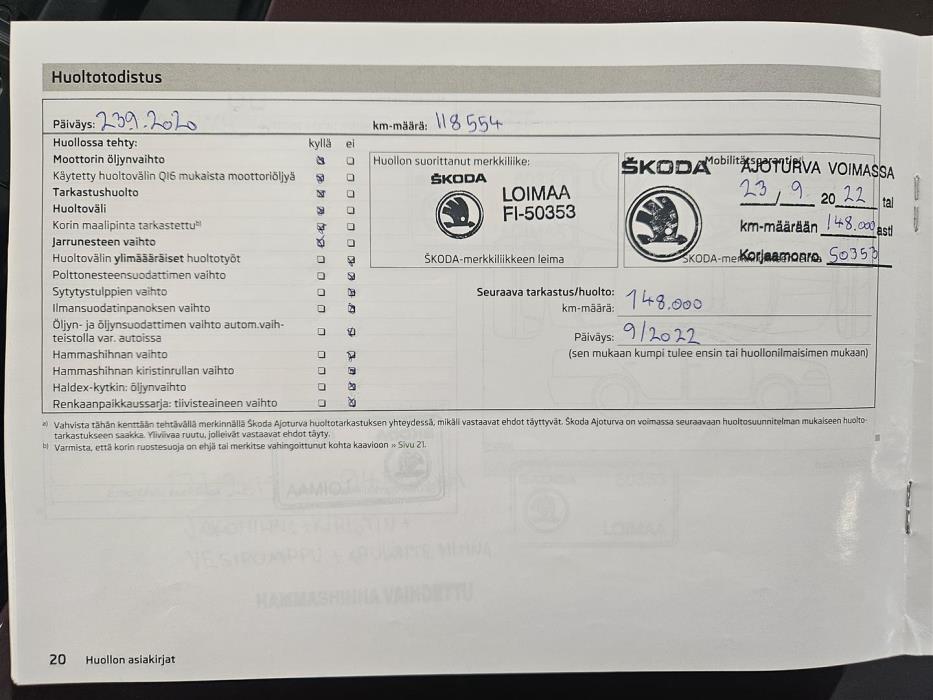 Huoltotodistus
Päiväys: 23.9.2020
km-määrä: 118554
Huollossa tehty: kyllä ei
Moottorin öljynvaihto
Käytetty huoltovälin QI6 mukaista moottoriöljyä
Tarkastushuolto
Huoltoväli
Korin maalipinta tarkastettu b)
Jarrunesteen vaihto
Huoltovälin ylimääräiset huoltotyöt
Polttonesteensuodattimen vaihto
Sytytystulppien vaihto
Ilmansuodatinpanoksen vaihto
Öljyn- ja öljynsuodattimen vaihto autom.vaih-
teistolla var. autoissa
Hammashihnan vaihto
Hammashihnan kiristinrullan vaihto
Haldex-kytkin: öljynvaihto
Renkaanpaikkaussarja: tiivisteaineen vaihto
Huollon suorittanut merkkiliike:
ŠKODA
LOIMAA
FI-50353
ŠKODA-merkkiliikkeen leima
ŠKODA
AJOTURVA VOIMASSA
23 / 9. 2022 tai
km-määrään 148.000 asti
Korjaamonro. 50353
Seuraava tarkastus/huolto:
km-määrä: 148.000
Päiväys: 9/2022
(sen mukaan kumpi tulee ensin tai huollonilmaisimen mukaan)
a) Vahvista tähän kenttään tehtävällä merkinnällä Škoda Ajoturva huoltotarkastuksen yhteydessä, mikäli vastaavat ehdot täyttyvät. Škoda Ajoturva on voimassa seuraavaan huoltosuunnitelman mukaiseen huolto-
tarkastukseen saakka. Yliviivaa ruutu, jolleivät vastaavat ehdot täyty.
b) Varmista, että korin ruostesuoja on ehjä tai merkitse vahingoittunut kohta kaavioon » Sivu 21.
HAMMASHIHNA VAIHDETTU
20 Huollon asiakirjat